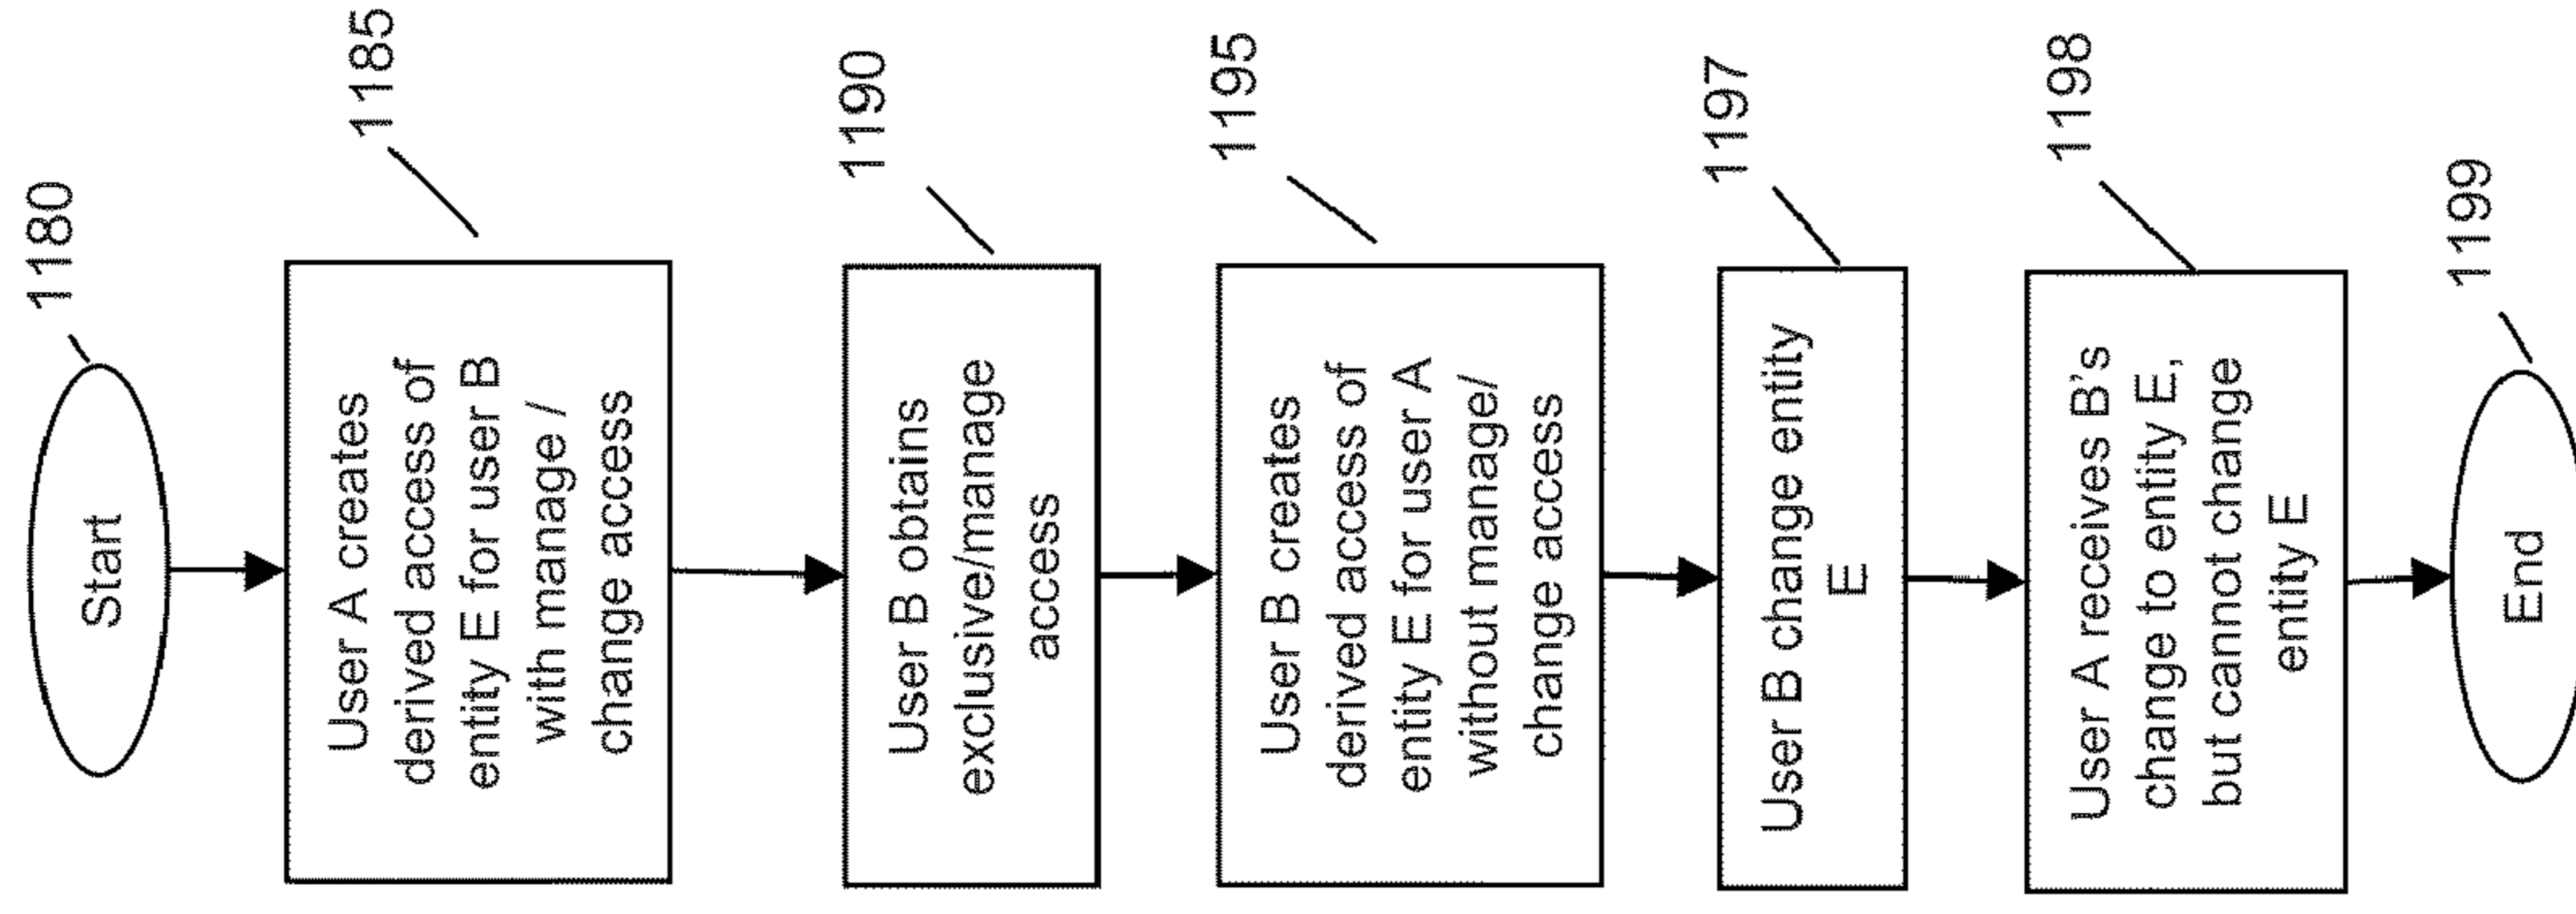 1180
Start
1185
User A creates
derived access of
entity E for user B
with manage /
change access
1190
User B obtains
exclusive/manage
access
1195
User B creates
derived access of
entity E for user A
without manage/
change access
1197
User B change entity
E
1198
User A receives B's
change to entity E,
but cannot change
entity E
1199
End